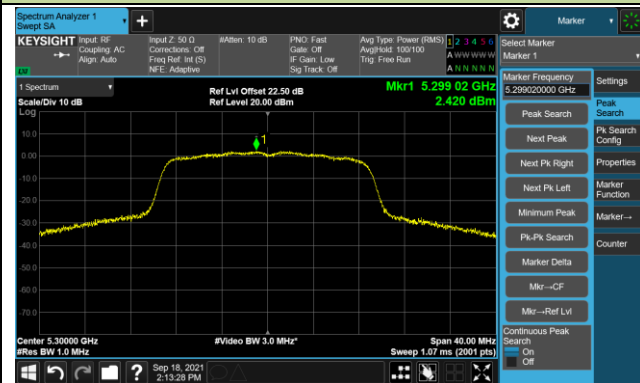 Spectrum Analyzer 1
Swept SA
+
Marker
KEYSIGHT
Input: RF
Coupling: AC
Align: Auto
Input Z: 50 Ω
Corrections: Off
Freq Ref: Int (S)
NFE: Adaptive
#Atten: 10 dB
PNO: Fast
Gate: Off
IF Gain: Low
Sig Track: Off
Avg Type: Power (RMS)
Avg|Hold: 100/100
Trig: Free Run
1 2 3 4 5 6
A W W W W W
A N N N N N
LVI
Select Marker
Marker 1
1 Spectrum
Scale/Div 10 dB
Log
Ref Lvl Offset 22.50 dB
Ref Level 20.00 dBm
Mkr1 5.299 02 GHz
2.420 dBm
1
10.0
0.00
-10.0
-20.0
-30.0
-40.0
-50.0
-60.0
-70.0
Center 5.30000 GHz
#Res BW 1.0 MHz
#Video BW 3.0 MHz*
Span 40.00 MHz
Sweep 1.07 ms (2001 pts)
Marker Frequency
5.299020000 GHz
Peak Search
Next Peak
Next Pk Right
Next Pk Left
Minimum Peak
Pk-Pk Search
Marker Delta
Mkr→CF
Mkr→Ref Lvl
Continuous Peak
Search
On
Off
Settings
Peak
Search
Pk Search
Config
Properties
Marker
Function
Marker→
Counter
?
Sep 18, 2021
2:13:28 PM